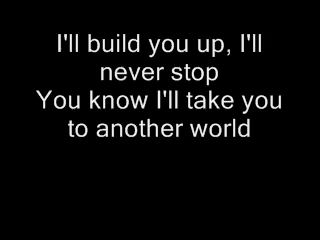 I'll build you up, I'll
never stop
You know I'll take you
to another world